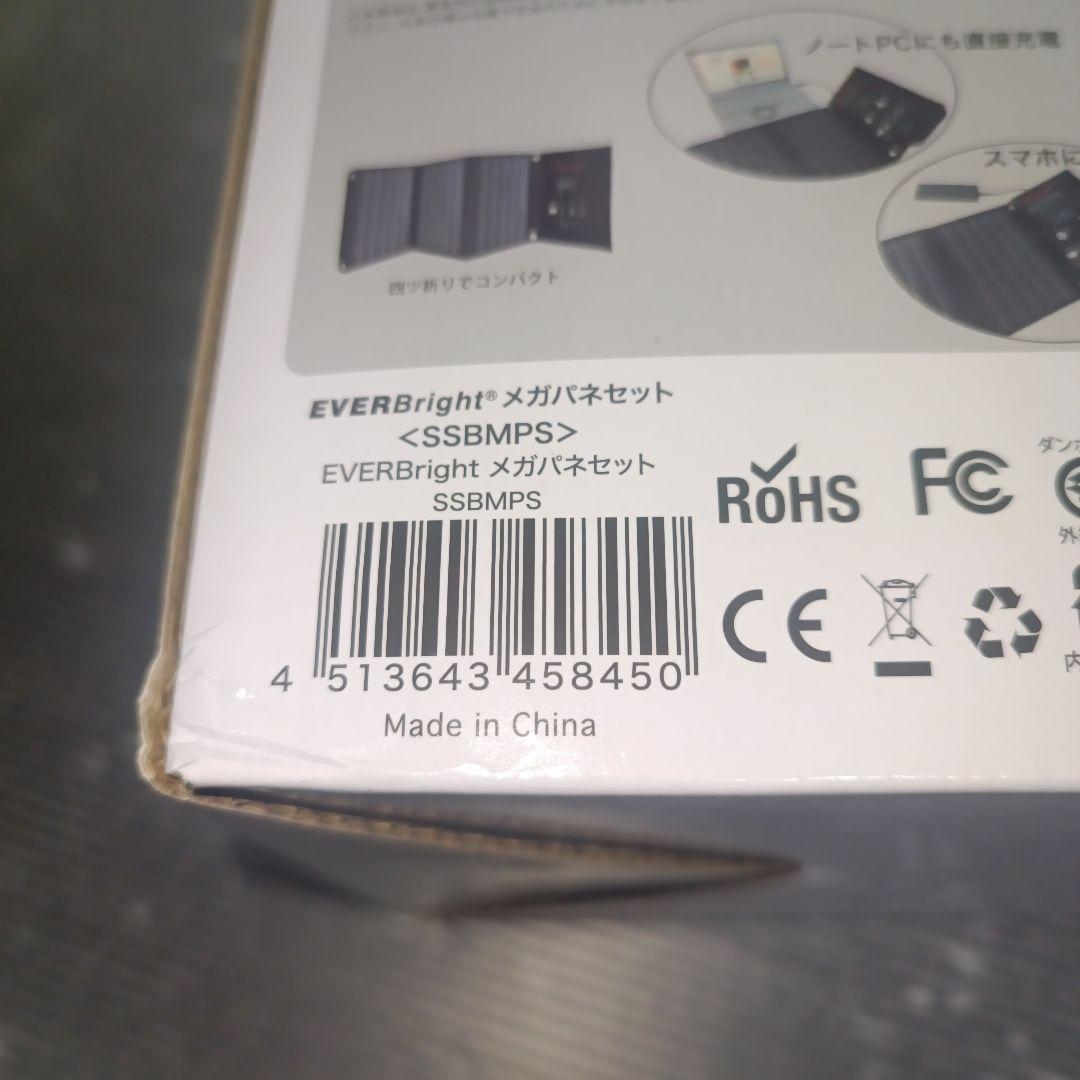 ノートPCにも直接充電
スマホに
四ツ折りでコンパクト
EVERBright® メガパネセット
<SSBMPS>
EVERBright メガパネセット
SSBMPS
4 513643 458450
Made in China
RoHS
FC
CE